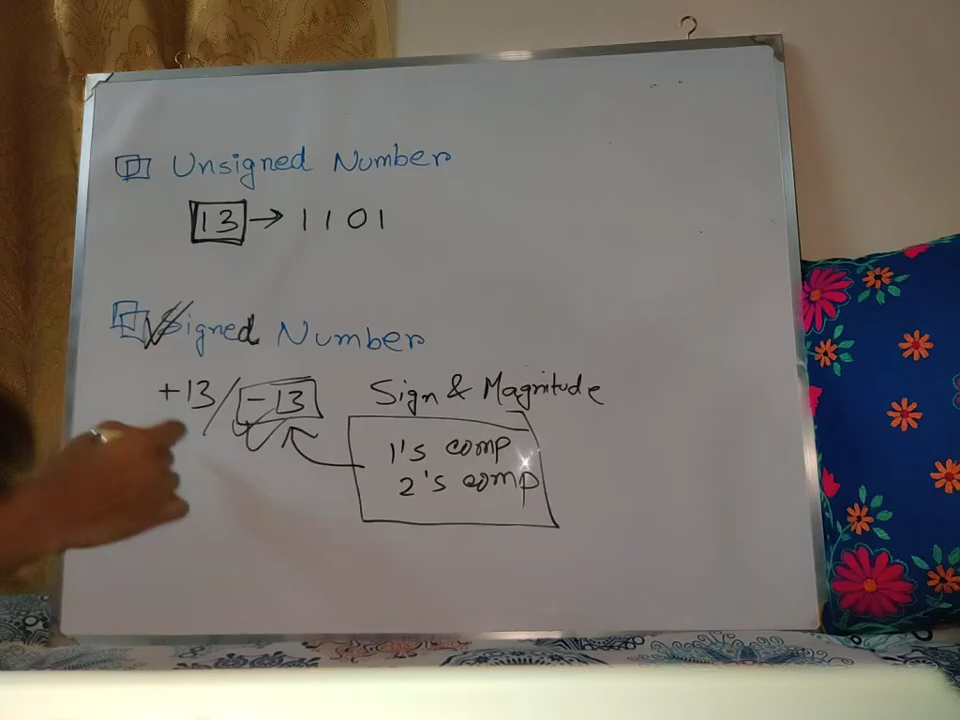 Unsigned Number
13 → 1101
Signed Number
+13/-13 Sign & Magnitude
1's comp
2's comp